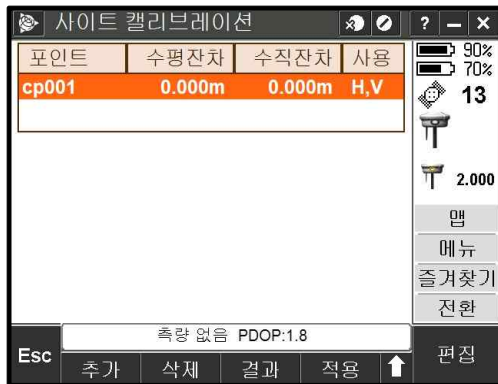 사이트 캘리브레이션 ? – ×
포인트 수평잔차 수직잔차 사용
cp001 0.000m 0.000m H,V
90%
70%
13
2.000
맵
메뉴
즐겨찾기
전환
측량 없음 PDOP:1.8
Esc 추가 삭제 결과 적용 편집